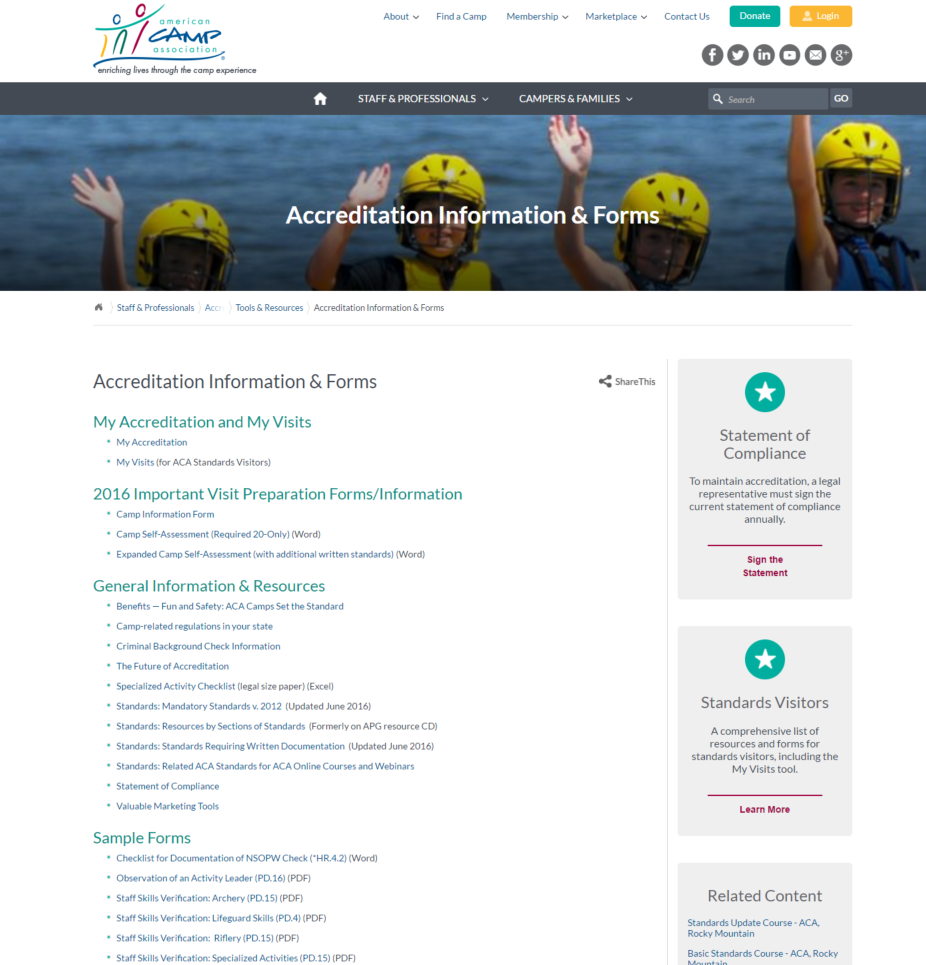 american
CAMP
association®
enriching lives through the camp experience
About
Find a Camp
Membership
Marketplace
Contact Us
Donate
Login
STAFF & PROFESSIONALS
CAMPERS & FAMILIES
Search
GO
Accreditation Information & Forms
Staff & Professionals
Accr
Tools & Resources
Accreditation Information & Forms
Accreditation Information & Forms
ShareThis
My Accreditation and My Visits
My Accreditation
My Visits (for ACA Standards Visitors)
2016 Important Visit Preparation Forms/Information
Camp Information Form
Camp Self-Assessment (Required 20-Only) (Word)
Expanded Camp Self-Assessment (with additional written standards) (Word)
General Information & Resources
Benefits — Fun and Safety: ACA Camps Set the Standard
Camp-related regulations in your state
Criminal Background Check Information
The Future of Accreditation
Specialized Activity Checklist (legal size paper) (Excel)
Standards: Mandatory Standards v. 2012 (Updated June 2016)
Standards: Resources by Sections of Standards (Formerly on APG resource CD)
Standards: Standards Requiring Written Documentation (Updated June 2016)
Standards: Related ACA Standards for ACA Online Courses and Webinars
Statement of Compliance
Valuable Marketing Tools
Sample Forms
Checklist for Documentation of NSOPW Check (*HR.4.2) (Word)
Observation of an Activity Leader (PD.16) (PDF)
Staff Skills Verification: Archery (PD.15) (PDF)
Staff Skills Verification: Lifeguard Skills (PD.4) (PDF)
Staff Skills Verification: Riflery (PD.15) (PDF)
Staff Skills Verification: Specialized Activities (PD.15) (PDF)
Statement of
Compliance
To maintain accreditation, a legal
representative must sign the
current statement of compliance
annually.
Sign the
Statement
Standards Visitors
A comprehensive list of
resources and forms for
standards visitors, including the
My Visits tool.
Learn More
Related Content
Standards Update Course - ACA,
Rocky Mountain
Basic Standards Course - ACA, Rocky
Mountain